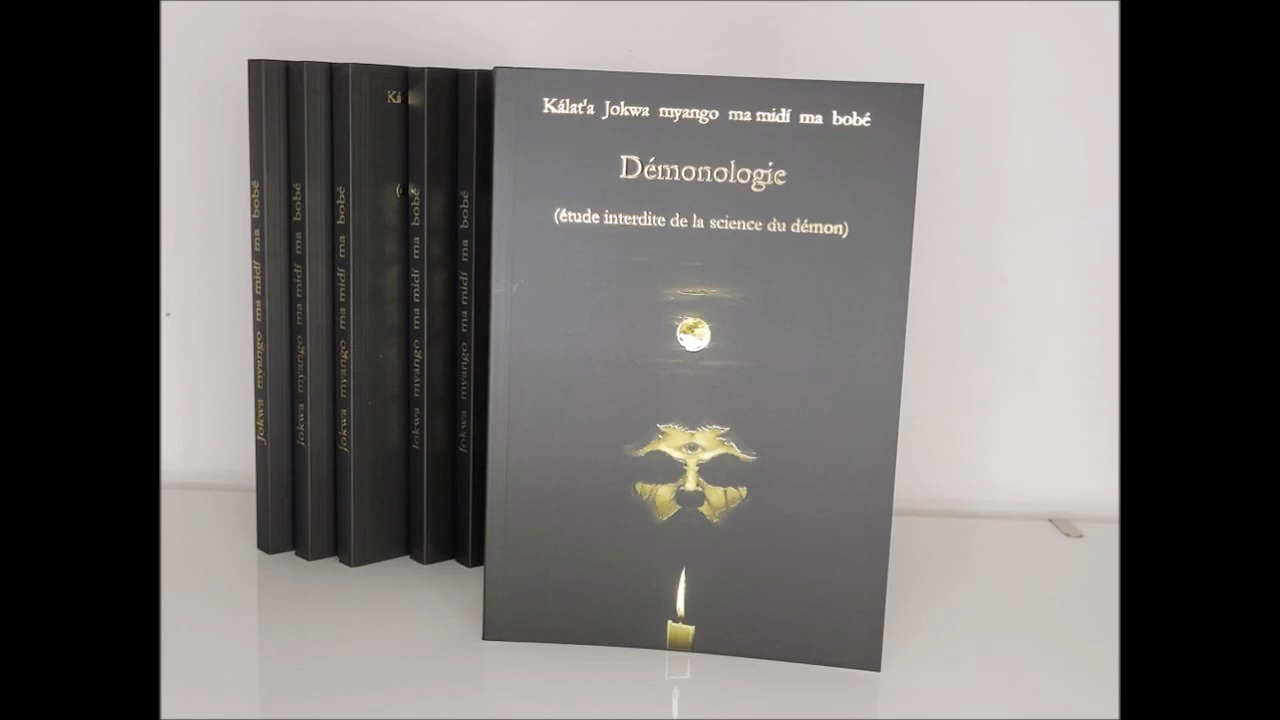 Kálat'a Jokwa myango ma midí ma bobé
Démonologie
(étude interdite de la science du démon)
Jokwa myango ma midí ma bobé
Jokwa myango ma midí ma bobé
Jokwa myango ma midí ma bobé
Jokwa myango ma midí ma bobé
Jokwa myango ma midí ma bobé
Ká